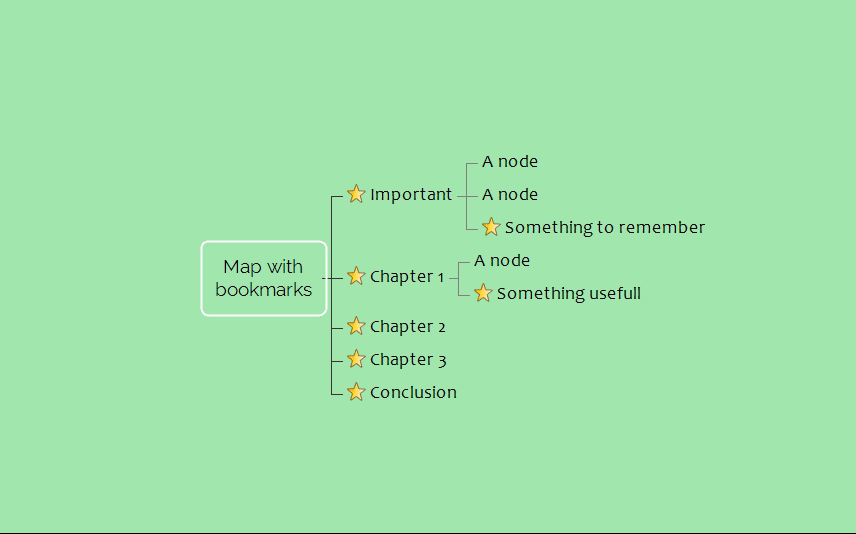 Map with
bookmarks
Important
A node
A node
Something to remember
Chapter 1
A node
Something usefull
Chapter 2
Chapter 3
Conclusion